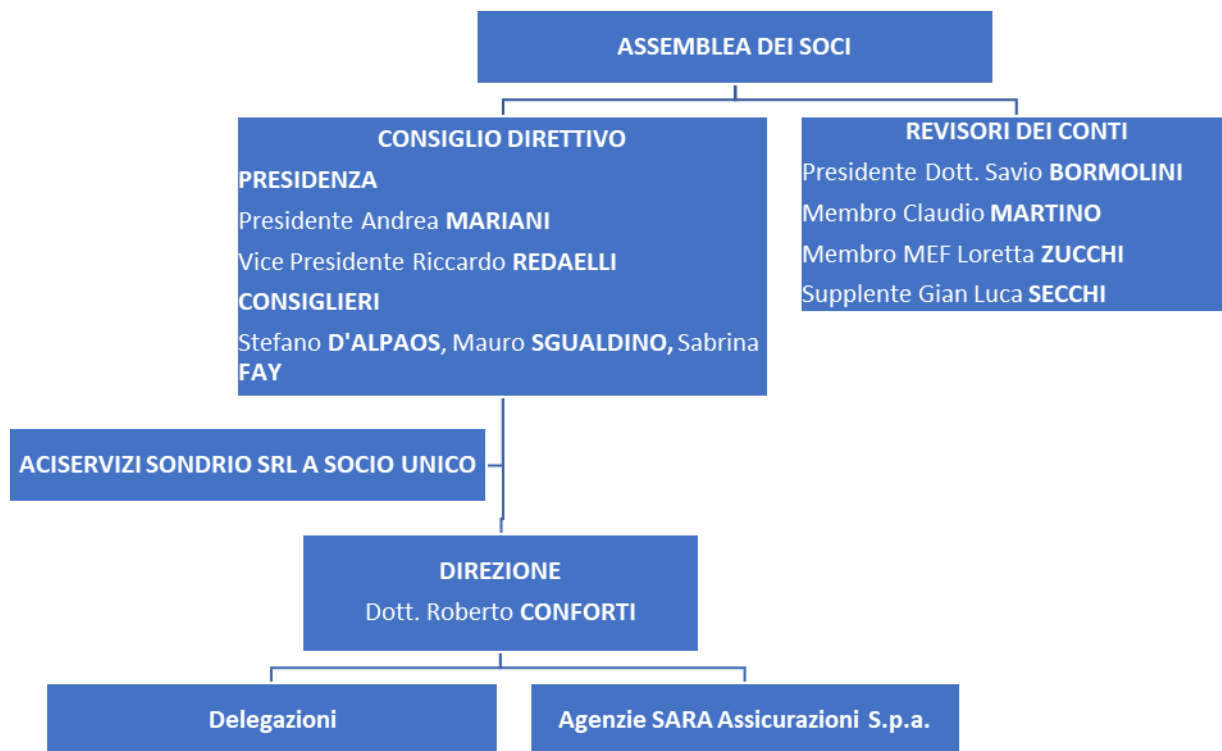 ASSEMBLEA DEI SOCI
CONSIGLIO DIRETTIVO
PRESIDENZA
Presidente Andrea MARIANI
Vice Presidente Riccardo REDAELLI
CONSIGLIERI
Stefano D'ALPAOS, Mauro SGUALDINO, Sabrina
FAY
REVISORI DEI CONTI
Presidente Dott. Savio BORMOLINI
Membro Claudio MARTINO
Membro MEF Loretta ZUCCHI
Supplente Gian Luca SECCHI
ACISERVIZI SONDRIO SRL A SOCIO UNICO
DIREZIONE
Dott. Roberto CONFORTI
Delegazioni
Agenzie SARA Assicurazioni S.p.a.